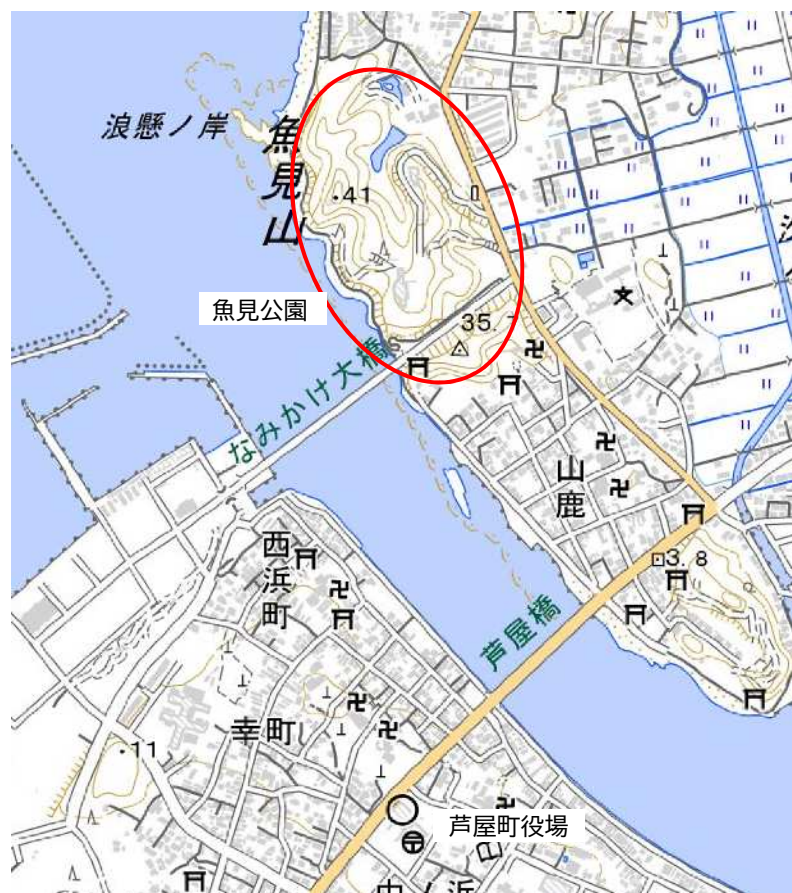 浪懸ノ岸
魚見山
41
魚見公園
35.
なみかけ大橋
山鹿
西浜町
3.8
芦屋橋
幸町
11
芦屋町役場
中ノ浜